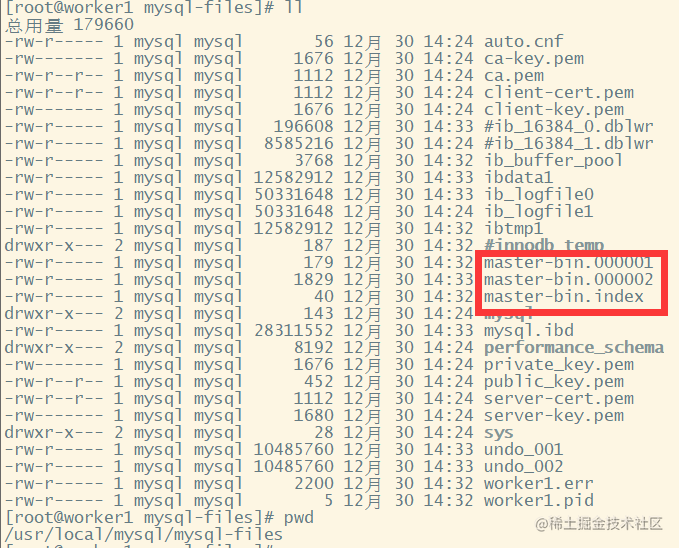 [root@worker1 mysql-files]# ll
总用量 179660
-rw-r----- 1 mysql mysql 56 12月 30 14:24 auto.cnf
-rw------- 1 mysql mysql 1676 12月 30 14:24 ca-key.pem
-rw-r--r-- 1 mysql mysql 1112 12月 30 14:24 ca.pem
-rw-r--r-- 1 mysql mysql 1112 12月 30 14:24 client-cert.pem
-rw------- 1 mysql mysql 1676 12月 30 14:24 client-key.pem
-rw-r----- 1 mysql mysql 196608 12月 30 14:33 #ib_16384_0.dblwr
-rw-r----- 1 mysql mysql 8585216 12月 30 14:24 #ib_16384_1.dblwr
-rw-r----- 1 mysql mysql 3768 12月 30 14:32 ib_buffer_pool
-rw-r----- 1 mysql mysql 12582912 12月 30 14:33 ibdata1
-rw-r----- 1 mysql mysql 50331648 12月 30 14:33 ib_logfile0
-rw-r----- 1 mysql mysql 50331648 12月 30 14:24 ib_logfile1
-rw-r----- 1 mysql mysql 12582912 12月 30 14:32 ibtmp1
drwxr-x--- 2 mysql mysql 187 12月 30 14:32 #innodb_temp
-rw-r----- 1 mysql mysql 179 12月 30 14:32 master-bin.000001
-rw-r----- 1 mysql mysql 1829 12月 30 14:33 master-bin.000002
-rw-r----- 1 mysql mysql 40 12月 30 14:32 master-bin.index
drwxr-x--- 2 mysql mysql 143 12月 30 14:24 mysql
-rw-r----- 1 mysql mysql 28311552 12月 30 14:33 mysql.ibd
drwxr-x--- 2 mysql mysql 8192 12月 30 14:24 performance_schema
-rw------- 1 mysql mysql 1676 12月 30 14:24 private_key.pem
-rw-r--r-- 1 mysql mysql 452 12月 30 14:24 public_key.pem
-rw-r--r-- 1 mysql mysql 1112 12月 30 14:24 server-cert.pem
-rw------- 1 mysql mysql 1680 12月 30 14:24 server-key.pem
drwxr-x--- 2 mysql mysql 28 12月 30 14:24 sys
-rw-r----- 1 mysql mysql 10485760 12月 30 14:33 undo_001
-rw-r----- 1 mysql mysql 10485760 12月 30 14:33 undo_002
-rw-r----- 1 mysql mysql 2200 12月 30 14:32 worker1.err
-rw-r----- 1 mysql mysql 5 12月 30 14:32 worker1.pid
[root@worker1 mysql-files]# pwd
/usr/local/mysql/mysql-files
@稀土掘金技术社区